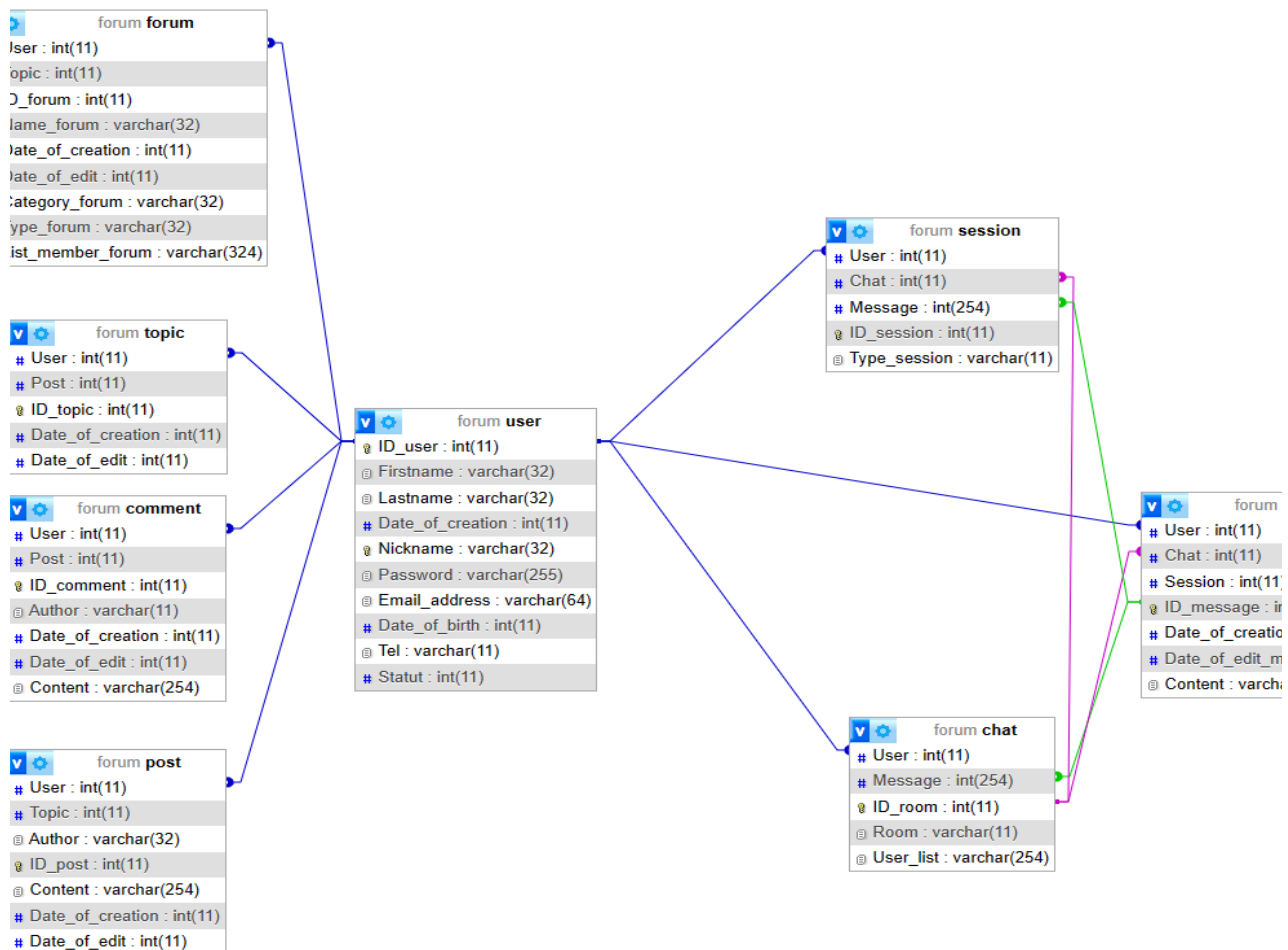 forum forum
User : int(11)
Topic : int(11)
ID_forum : int(11)
Name_forum : varchar(32)
Date_of_creation : int(11)
Date_of_edit : int(11)
Category_forum : varchar(32)
Type_forum : varchar(32)
List_member_forum : varchar(324)
v forum topic
# User : int(11)
# Post : int(11)
ID_topic : int(11)
# Date_of_creation : int(11)
# Date_of_edit : int(11)
v forum comment
# User : int(11)
# Post : int(11)
ID_comment : int(11)
Author : varchar(11)
# Date_of_creation : int(11)
# Date_of_edit : int(11)
Content : varchar(254)
v forum post
# User : int(11)
# Topic : int(11)
Author : varchar(32)
ID_post : int(11)
Content : varchar(254)
# Date_of_creation : int(11)
# Date_of_edit : int(11)
v forum user
ID_user : int(11)
Firstname : varchar(32)
Lastname : varchar(32)
# Date_of_creation : int(11)
Nickname : varchar(32)
Password : varchar(255)
Email_address : varchar(64)
# Date_of_birth : int(11)
Tel : varchar(11)
# Statut : int(11)
v forum session
# User : int(11)
# Chat : int(11)
# Message : int(254)
ID_session : int(11)
Type_session : varchar(11)
v forum chat
# User : int(11)
# Message : int(254)
ID_room : int(11)
Room : varchar(11)
User_list : varchar(254)
v forum
# User : int(11)
# Chat : int(11)
# Session : int(11)
ID_message : in
# Date_of_creatio
# Date_of_edit_m
Content : varcha